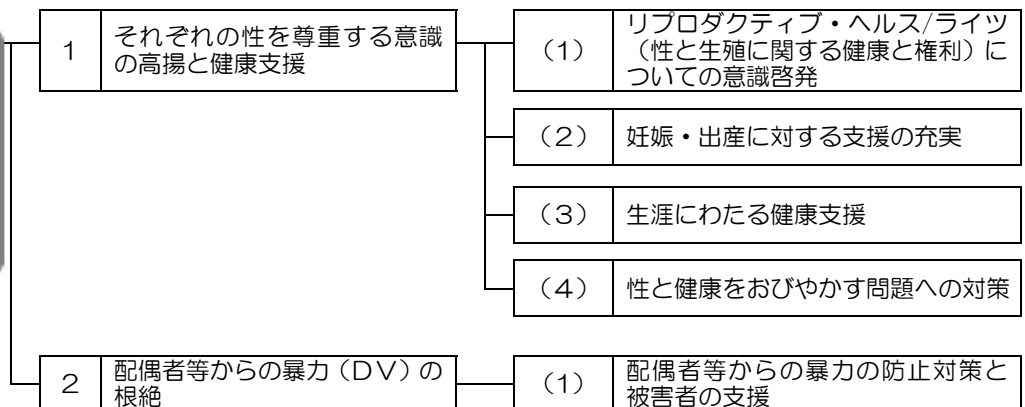 1
それぞれの性を尊重する意識
の高揚と健康支援
（1）
リプロダクティブ・ヘルス/ライツ
（性と生殖に関する健康と権利）に
ついての意識啓発
（2）
妊娠・出産に対する支援の充実
（3）
生涯にわたる健康支援
（4）
性と健康をおびやかす問題への対策
2
配偶者等からの暴力（DV）の
根絶
（1）
配偶者等からの暴力の防止対策と
被害者の支援